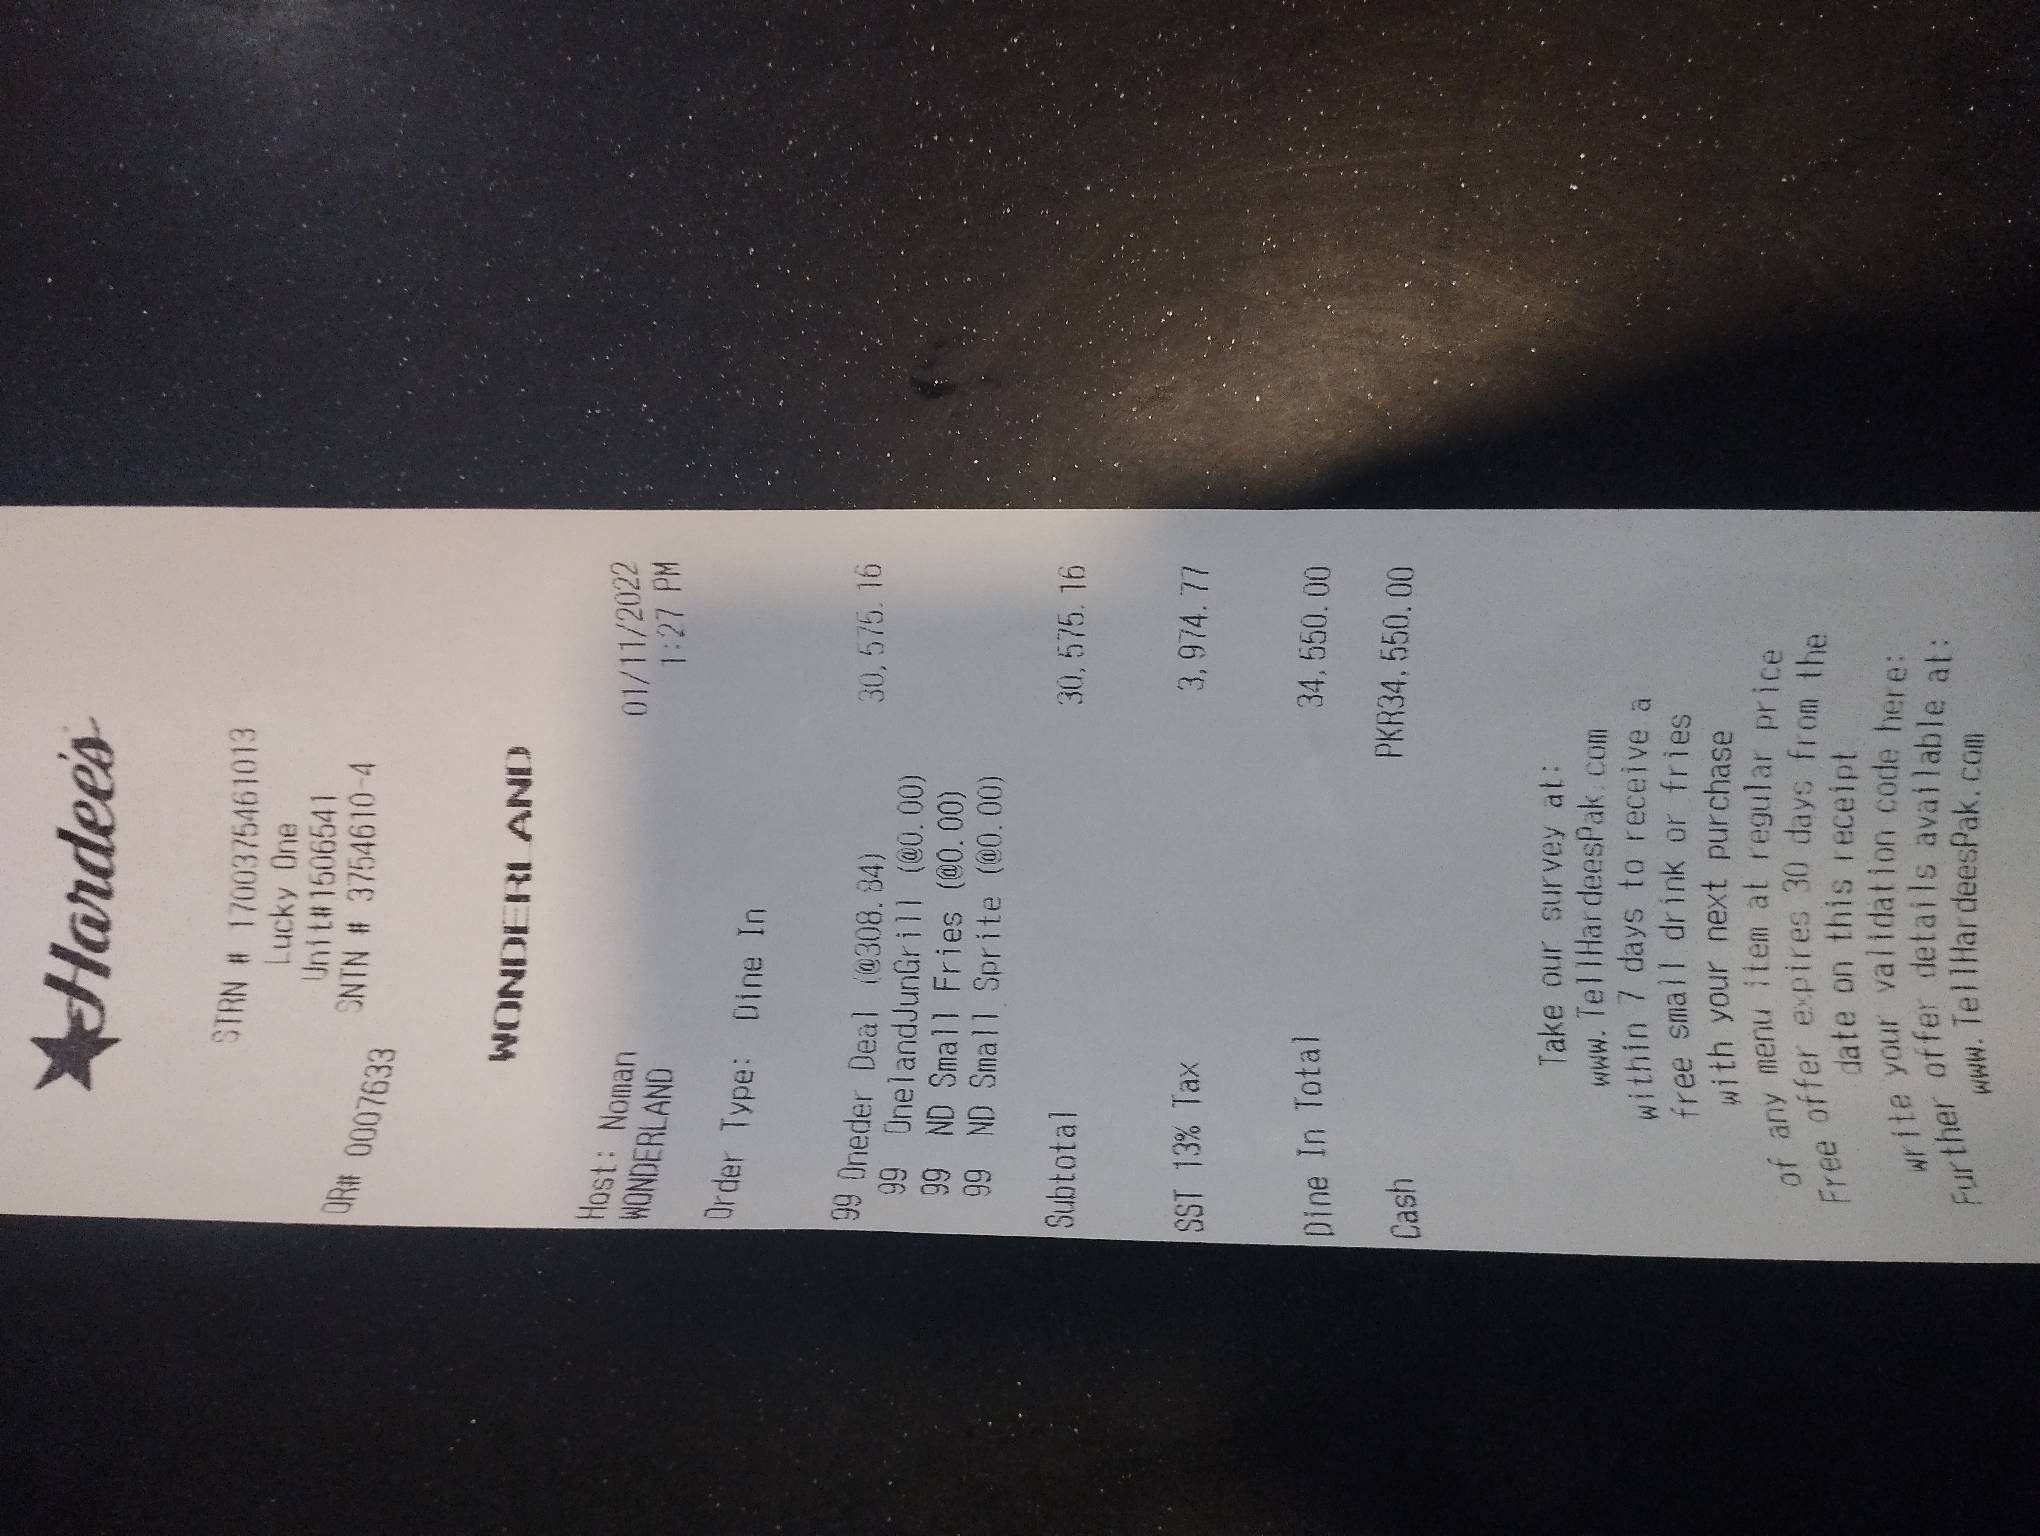 Hardee's
STRN # 1700375461013
Lucky One
Unit#1506541
SNTN # 3754610-4
OR# 0007633
WONDERLAND
Host: Noman 01/11/2022
WONDERLAND 1:27 PM
Order Type: Dine In
99 Oneder Deal (@308.84) 30,575.16
99 OnelandJunGrill (@0.00)
99 ND Small Fries (@0.00)
99 ND Small Sprite (@0.00)
Subtotal 30,575.16
SST 13% Tax 3,974.77
Dine In Total 34,550.00
Cash PKR34,550.00
Take our survey at:
www.TellHardeesPak.com
within 7 days to receive a
free small drink or fries
with your next purchase
with your next purchase
of any menu item at regular price
Free offer expires 30 days from the
date on this receipt
write your validation code here:
Further offer details available at:
www.TellHardeesPak.com